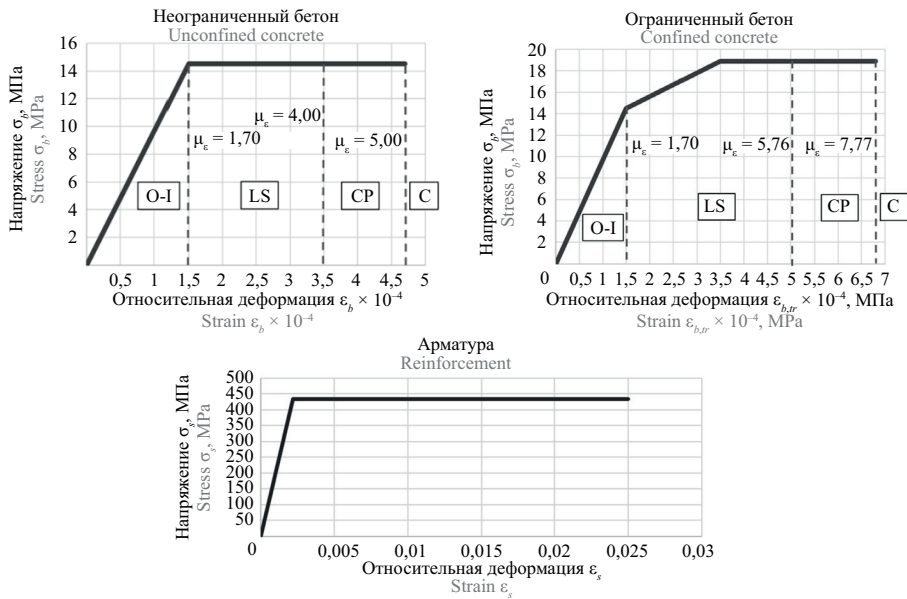 Неограниченный бетон
Unconfined concrete
Напряжение σb, МПа
Stress σb, MPa
16
14
12
10
8
6
4
2
με = 1,70
με = 4,00
με = 5,00
O-I
LS
CP
C
0,5 1 1,5 2 2,5 3 3,5 4 4,5 5
Относительная деформация εb × 10–4
Strain εb × 10–4
Ограниченный бетон
Confined concrete
Напряжение σb, МПа
Stress σb, MPa
20
18
16
14
12
10
8
6
4
2
0
με = 1,70
με = 5,76
με = 7,77
O-I
LS
CP
C
0,5 1 1,5 2 2,5 3 3,5 4 4,5 5 5,5 6 6,5 7
Относительная деформация εb,tr × 10–4, МПа
Strain εb,tr × 10–4, MPa
Арматура
Reinforcement
Напряжение σs, МПа
Stress σs, MPa
500
450
400
350
300
250
200
150
100
50
0
0,005 0,01 0,015 0,02 0,025 0,03
Относительная деформация εs
Strain εs